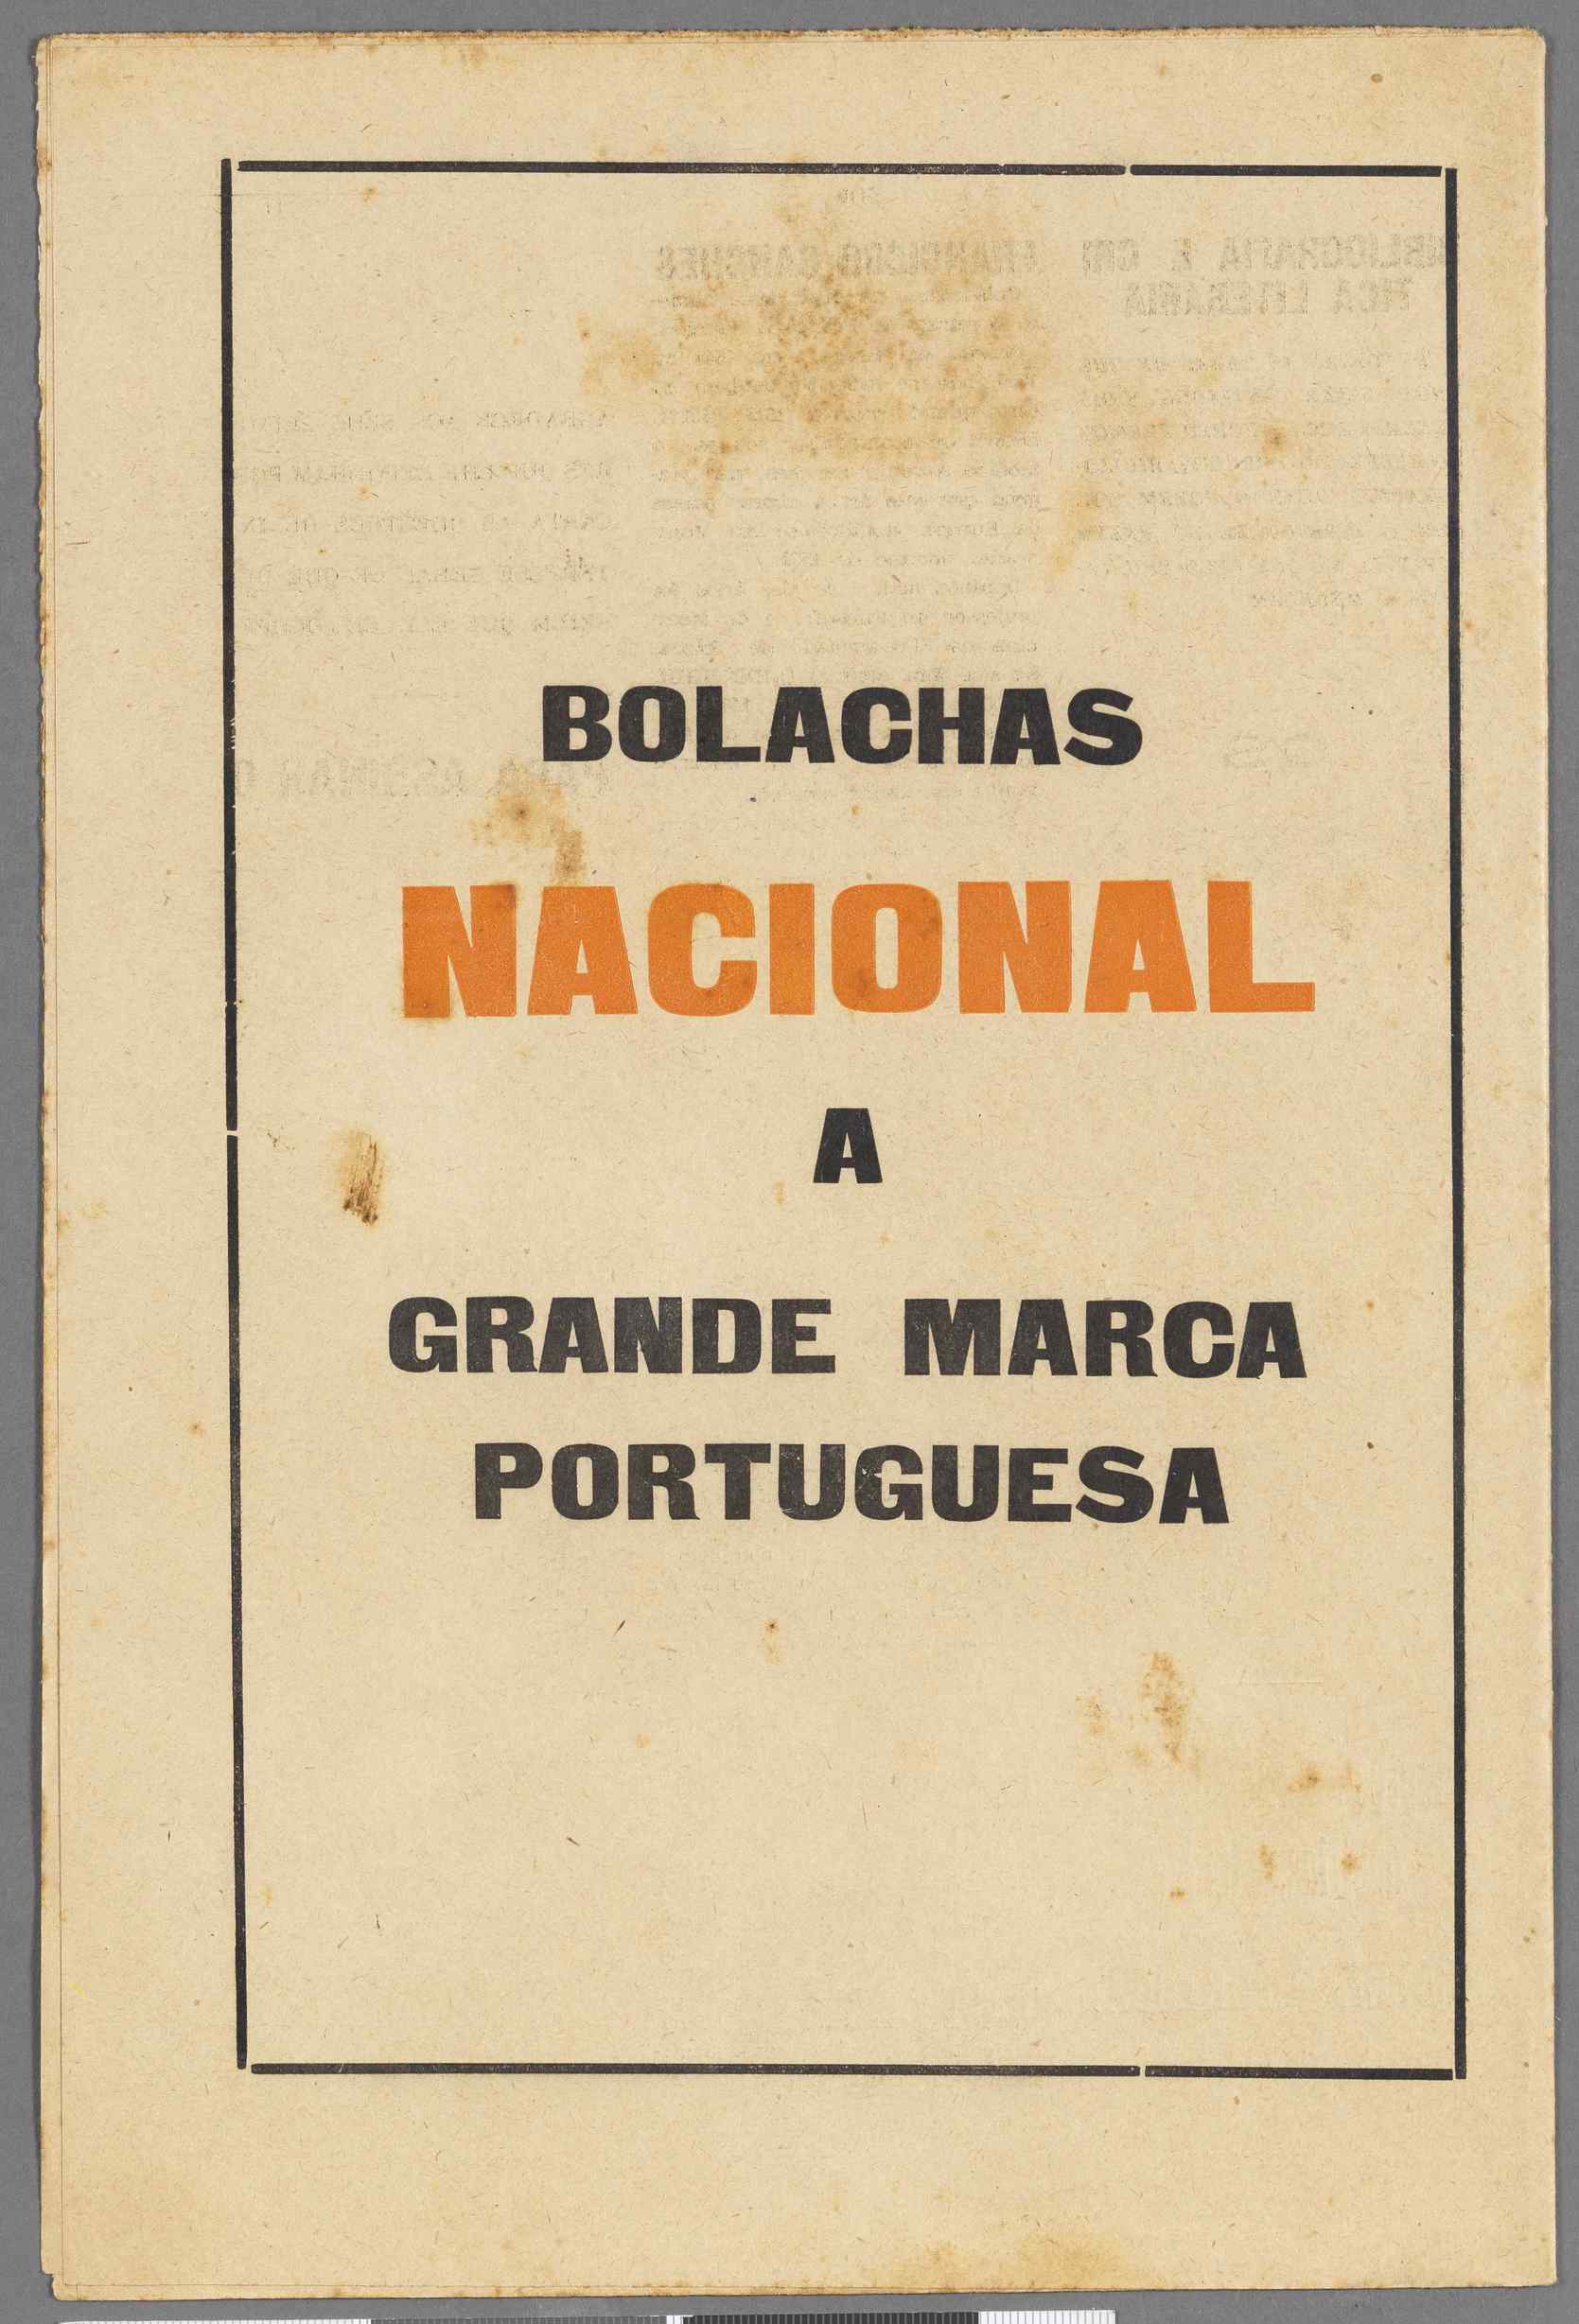 BOLACHAS
NACIONAL
A
GRANDE MARCA
PORTUGUESA